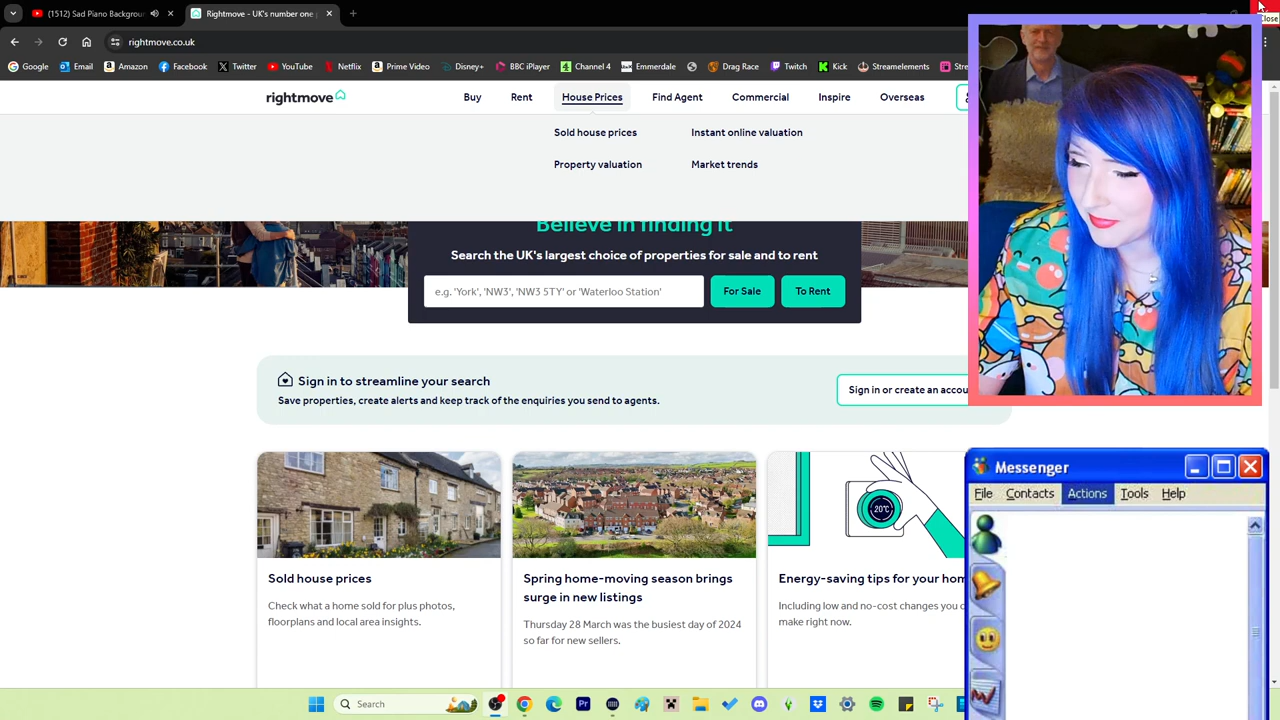 (1512) Sad Piano Backgroun
Rightmove - UK's number one p
Close
rightmove.co.uk
Google Email Amazon Facebook Twitter YouTube Netflix Prime Video Disney+ BBC iPlayer Channel 4 Emmerdale Drag Race Twitch Kick Streamelements Stre
rightmove
Buy Rent House Prices Find Agent Commercial Inspire Overseas
Sold house prices Instant online valuation
Property valuation Market trends
Believe in finding it
Search the UK's largest choice of properties for sale and to rent
e.g. 'York', 'NW3', 'NW3 5TY' or 'Waterloo Station' For Sale To Rent
Sign in to streamline your search
Save properties, create alerts and keep track of the enquiries you send to agents.
Sign in or create an accou
20°C
Sold house prices
Check what a home sold for plus photos,
floorplans and local area insights.
Spring home-moving season brings
surge in new listings
Thursday 28 March was the busiest day of 2024
so far for new sellers.
Energy-saving tips for your hom
Including low and no-cost changes you c
make right now.
Messenger
File Contacts Actions Tools Help
Search
Pr